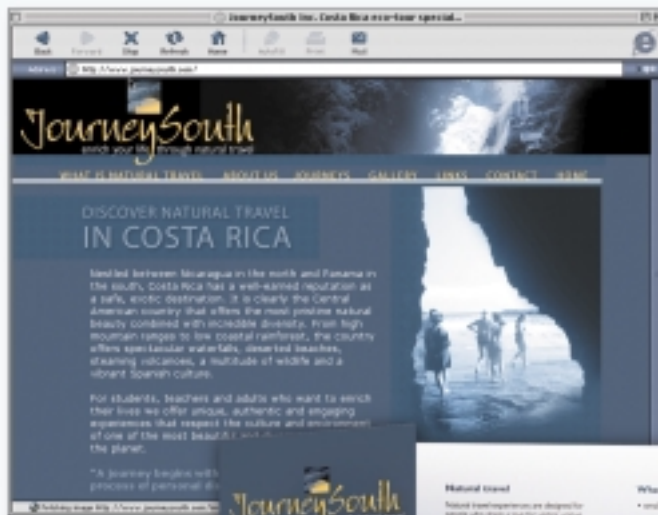 JourneySouth Inc. Costa Rica eco-tour special...
Back Forward Stop Refresh Home AutoFill Print Mail
http://www.journeysouth.com/
JourneySouth
enrich your life through natural travel
WHAT IS NATURAL TRAVEL ABOUT US JOURNEYS GALLERY LINKS CONTACT HOME
DISCOVER NATURAL TRAVEL
IN COSTA RICA
Nestled between Nicaragua in the north and Panama in
the south, Costa Rica has a well-earned reputation as
a safe, exotic destination. It is clearly the Central
American country that offers the most pristine natural
beauty combined with incredible diversity. From high
mountain ranges to low coastal rainforest, the country
offers spectacular waterfalls, deserted beaches,
steaming volcanoes, a multitude of wildlife and a
vibrant Spanish culture.
For students, teachers and adults who want to enrich
their lives we offer unique, authentic and engaging
experiences that respect the culture and environment
of one of the most beautiful and
the planet.
"A journey begins with
process of personal
JourneySouth
Natural travel
Natural travel experiences are designed for